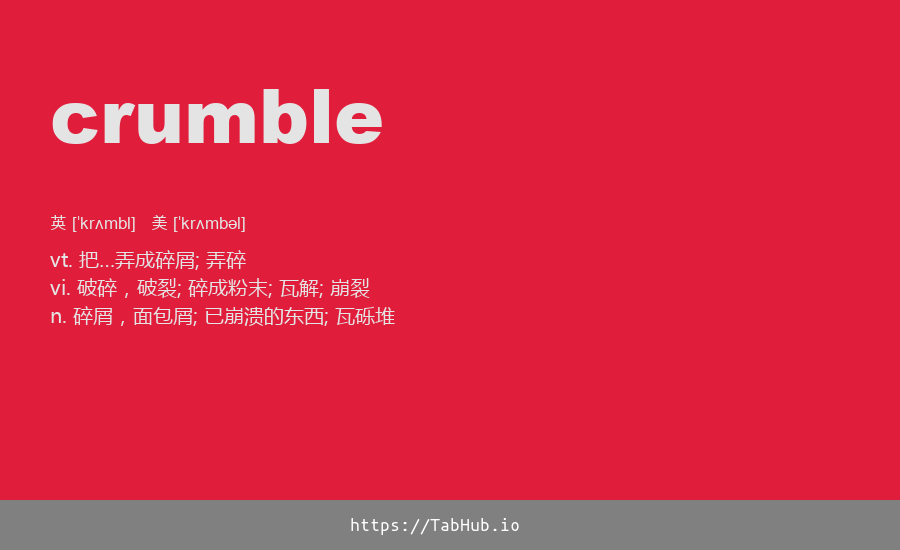 crumble
英 [ˈkrʌmbl] 美 [ˈkrʌmbəl]
vt. 把...弄成碎屑; 弄碎
vi. 破碎，破裂; 碎成粉末; 瓦解; 崩裂
n. 碎屑，面包屑; 已崩溃的东西; 瓦砾堆
https://TabHub.io